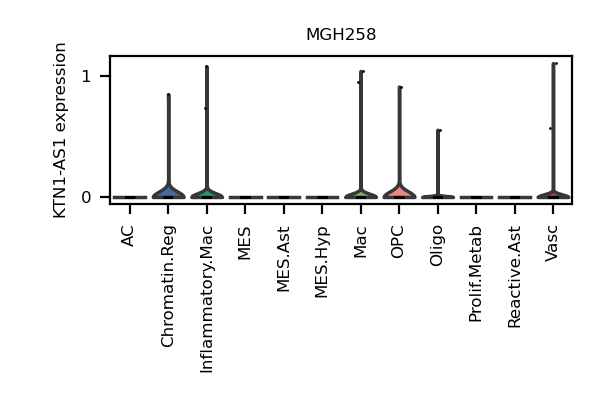 MGH258
KTN1-AS1 expression
1
0
AC
Chromatin.Reg
Inflammatory.Mac
MES
MES.Ast
MES.Hyp
Mac
OPC
Oligo
Prolif.Metab
Reactive.Ast
Vasc